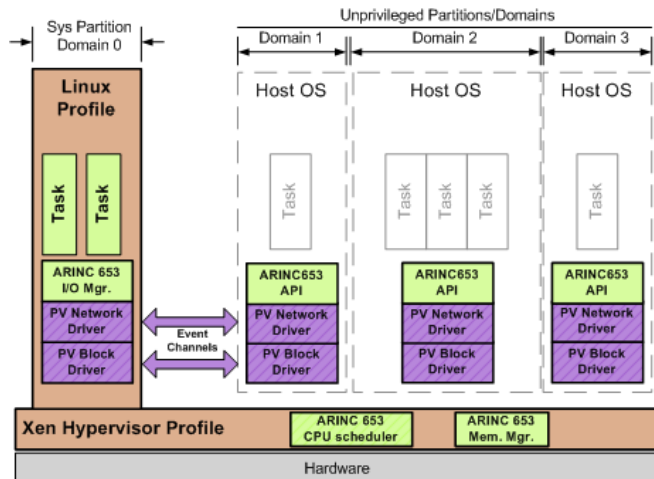 Unprivileged Partitions/Domains
Sys Partition
Domain 0
Domain 1
Domain 2
Domain 3
Linux
Profile
Host OS
Host OS
Host OS
Task
Task
Task
Task
Task
Task
Task
ARINC 653
I/O Mgr.
PV Network
Driver
PV Block
Driver
Event
Channels
ARINC653
API
PV Network
Driver
PV Block
Driver
ARINC653
API
PV Network
Driver
PV Block
Driver
ARINC653
API
PV Network
Driver
PV Block
Driver
Xen Hypervisor Profile
ARINC 653
CPU scheduler
ARINC 653
Mem. Mgr.
Hardware